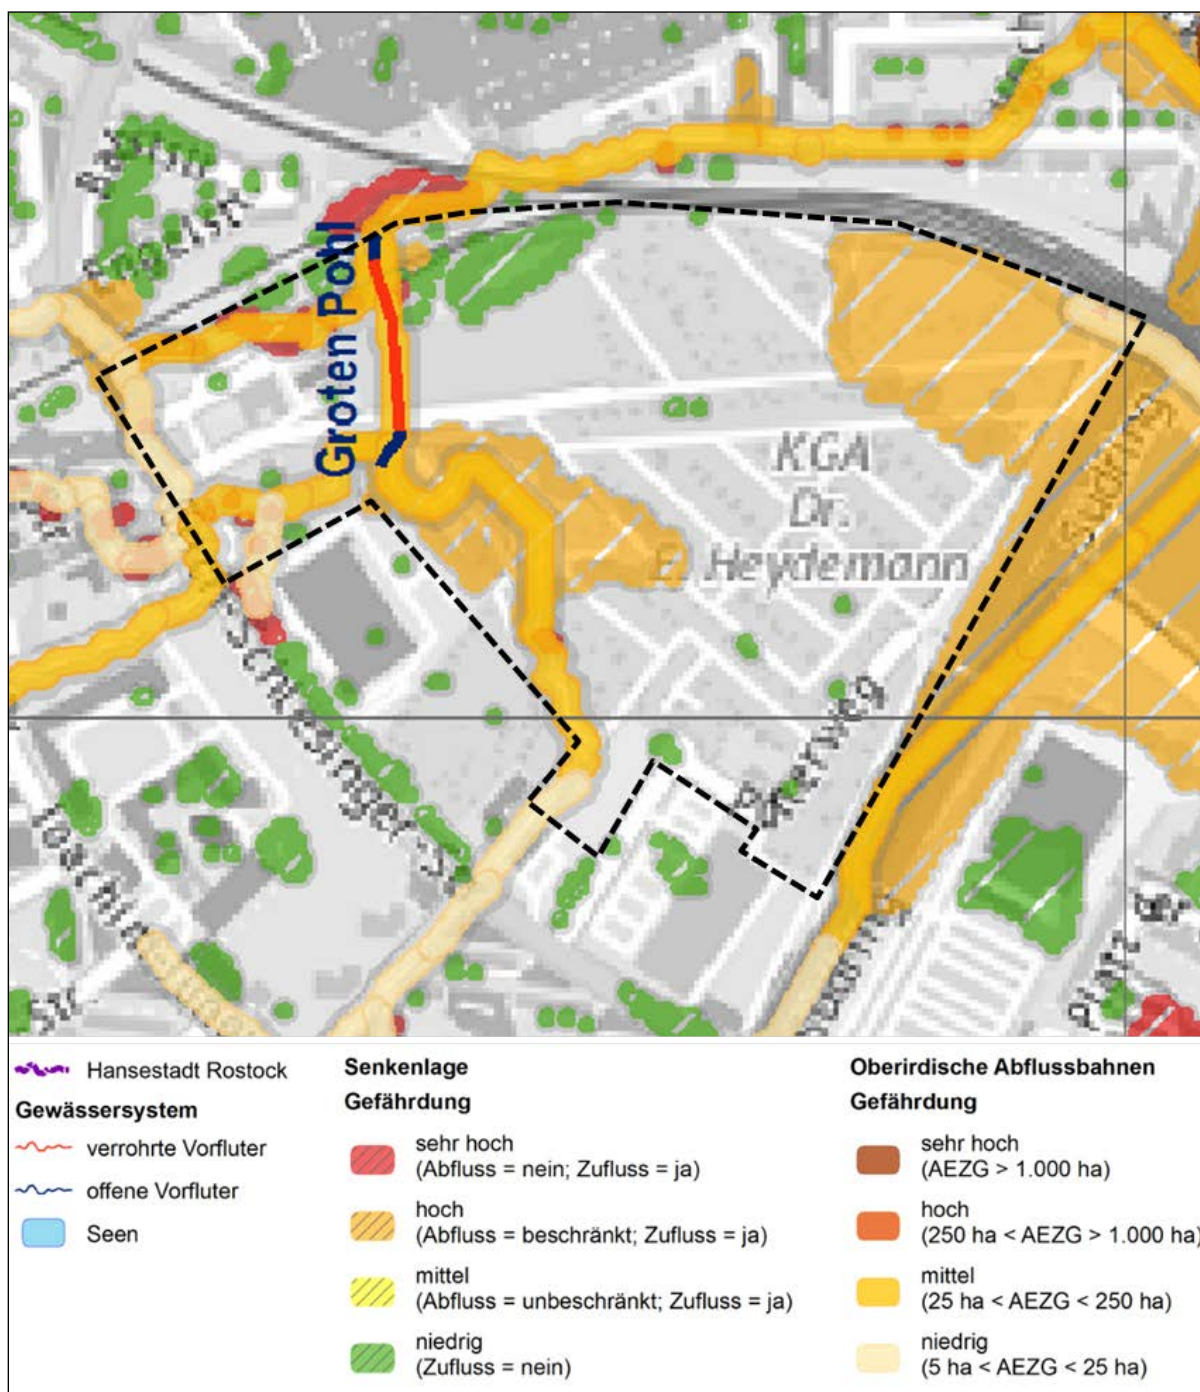 Groten Pohl
KGA
Dr.
E. Heydemann
Hansestadt Rostock
Gewässersystem
verrohrte Vorfluter
offene Vorfluter
Seen
Senkenlage
Gefährdung
sehr hoch
(Abfluss = nein; Zufluss = ja)
hoch
(Abfluss = beschränkt; Zufluss = ja)
mittel
(Abfluss = unbeschränkt; Zufluss = ja)
niedrig
(Zufluss = nein)
Oberirdische Abflussbahnen
Gefährdung
sehr hoch
(AEZG > 1.000 ha)
hoch
(250 ha < AEZG > 1.000 ha)
mittel
(25 ha < AEZG < 250 ha)
niedrig
(5 ha < AEZG < 25 ha)